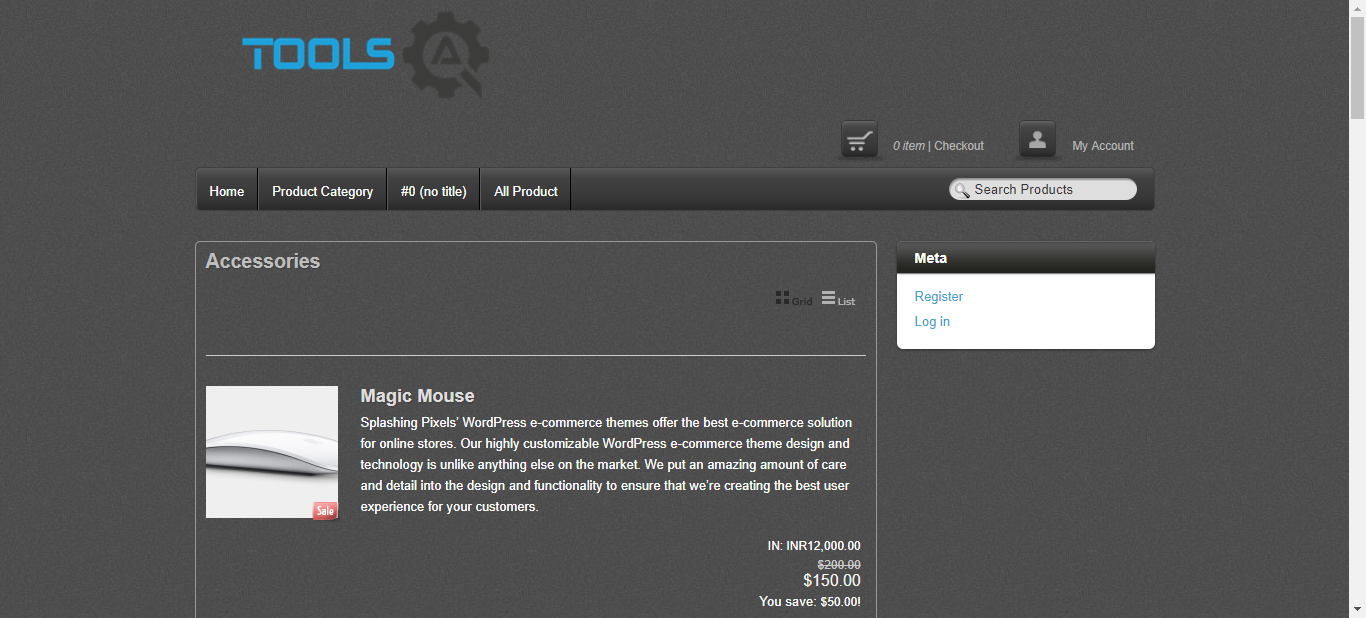 TOOLS QA
0 item | Checkout
My Account
Home
Product Category
#0 (no title)
All Product
Search Products
Accessories
Grid
List
Meta
Register
Log in
Magic Mouse
Splashing Pixels' WordPress e-commerce themes offer the best e-commerce solution
for online stores. Our highly customizable WordPress e-commerce theme design and
technology is unlike anything else on the market. We put an amazing amount of care
and detail into the design and functionality to ensure that we're creating the best user
experience for your customers.
Sale
IN: INR12,000.00
$200.00
$150.00
You save: $50.00!